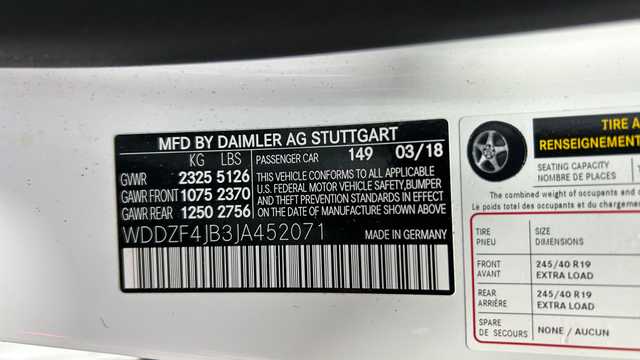 MFD BY DAIMLER AG STUTTGART
KG LBS
PASSENGER CAR 149 03/18
GVWR 2325 5126
GAWR FRONT 1075 2370
GAWR REAR 1250 2756
THIS VEHICLE CONFORMS TO ALL APPLICABLE
U.S. FEDERAL MOTOR VEHICLE SAFETY, BUMPER
AND THEFT PREVENTION STANDARDS IN EFFECT
ON THE DATE OF MANUFACTURE SHOWN ABOVE.
WDDZF4JB3JA452071
MADE IN GERMANY
TIRE
RENSEIGNEMENT
SEATING CAPACITY
NOMBRE DE PLACES
The combined weight of occupants and
Le poids total des occupants et du
TIRE SIZE
PNEU DIMENSIONS
FRONT 245/40 R19
AVANT EXTRA LOAD
REAR 245/40 R19
ARRIÈRE EXTRA LOAD
SPARE
DE SECOURS NONE / AUCUN